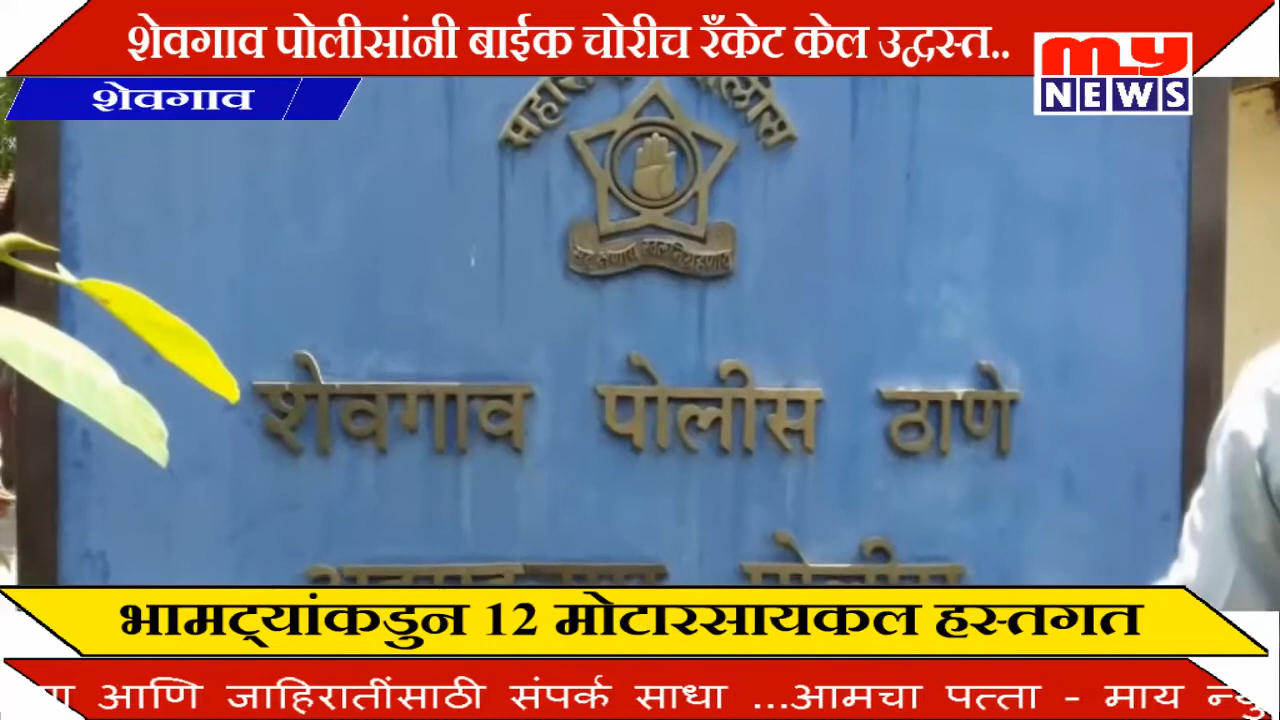 शेवगाव पोलीसांनी बाईक चोरीच रॅंकेट केल उद्वस्त..
my
NEWS
शेवगाव
पोलीस
शेवगाव पोलीस ठाणे
भामट्यांकडुन 12 मोटारसायकल हस्तगत
आणि जाहिरातींसाठी संपर्क साधा ...आमचा पत्ता - माय